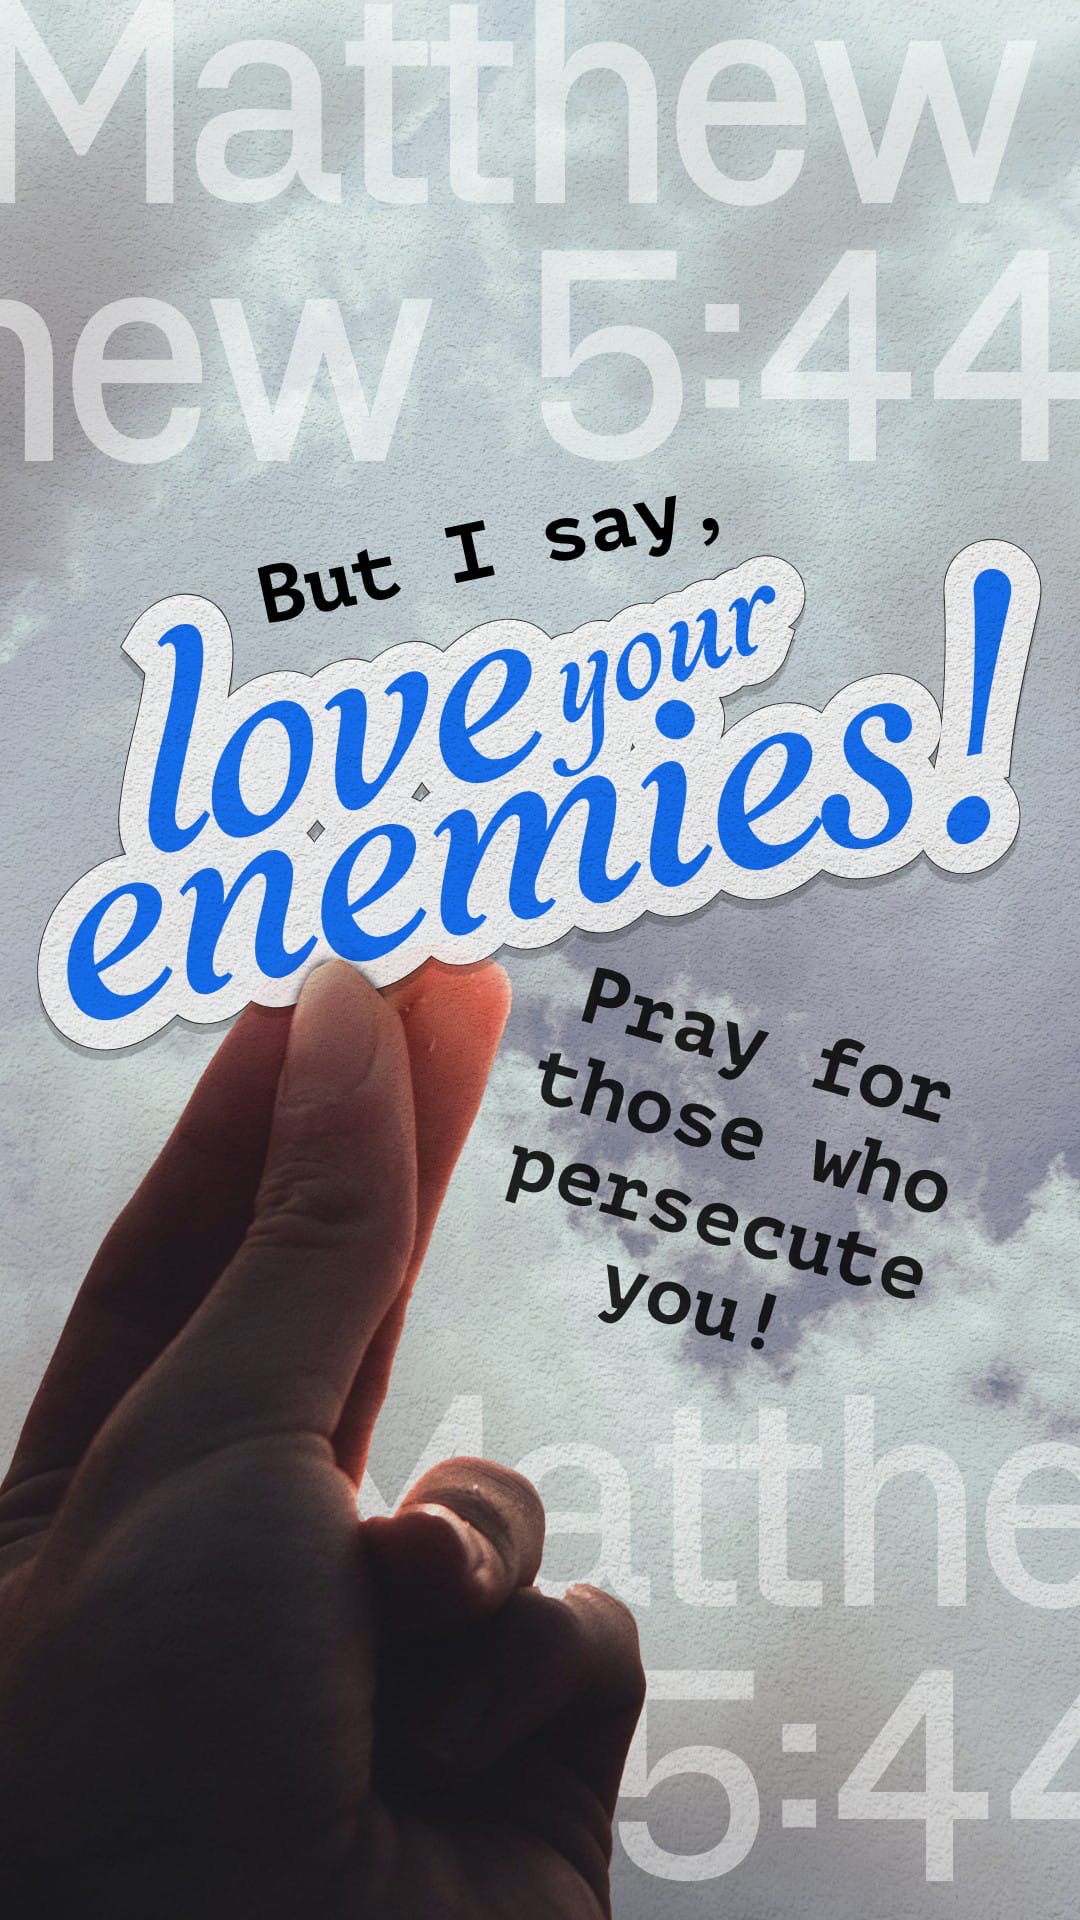 Matthew
hew 5:44
But I say,
love your
enemies!
Pray for
those who
persecute
you!
Matthe
5:44